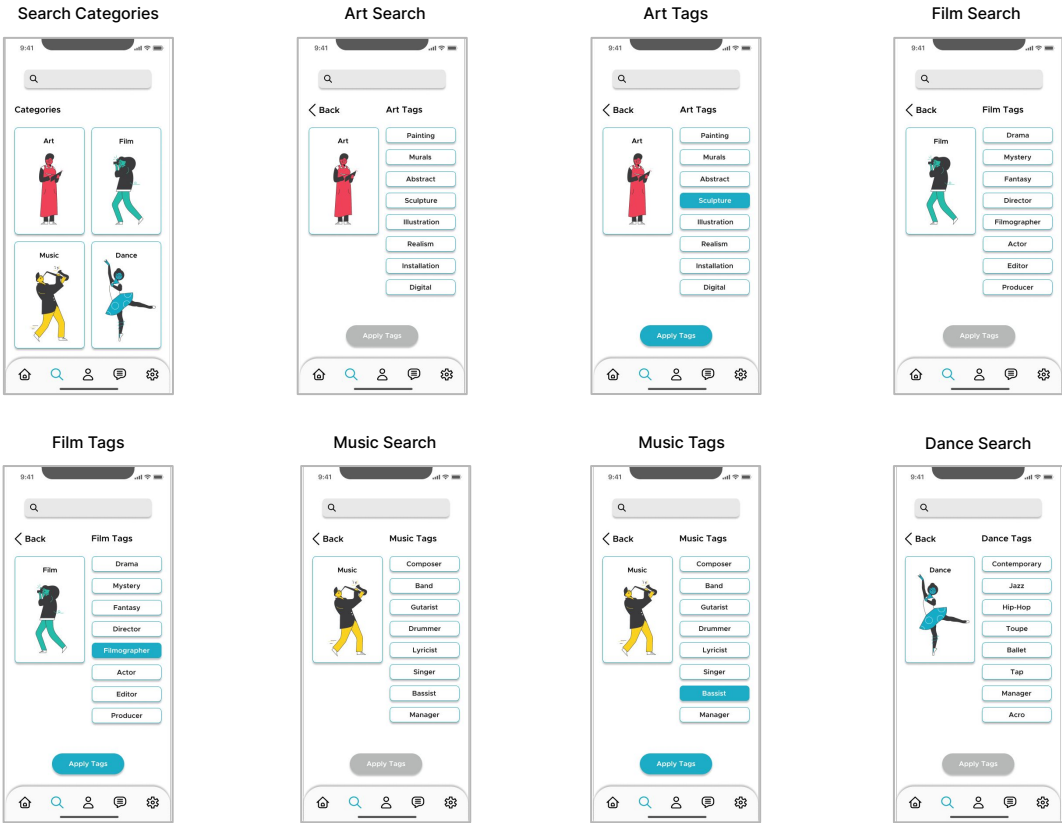 Search Categories
9:41
Categories
Art
Film
Music
Dance
Art Search
9:41
Back
Art Tags
Art
Painting
Murals
Abstract
Sculpture
Illustration
Realism
Installation
Digital
Apply Tags
Art Tags
9:41
Back
Art Tags
Art
Painting
Murals
Abstract
Sculpture
Illustration
Realism
Installation
Digital
Apply Tags
Film Search
9:41
Back
Film Tags
Film
Drama
Mystery
Fantasy
Director
Filmographer
Actor
Editor
Producer
Apply Tags
Film Tags
9:41
Back
Film Tags
Film
Drama
Mystery
Fantasy
Director
Filmographer
Actor
Editor
Producer
Apply Tags
Music Search
9:41
Back
Music Tags
Music
Composer
Band
Gutarist
Drummer
Lyricist
Singer
Bassist
Manager
Apply Tags
Music Tags
9:41
Back
Music Tags
Music
Composer
Band
Gutarist
Drummer
Lyricist
Singer
Bassist
Manager
Apply Tags
Dance Search
9:41
Back
Dance Tags
Dance
Contemporary
Jazz
Hip-Hop
Toupe
Ballet
Tap
Manager
Acro
Apply Tags